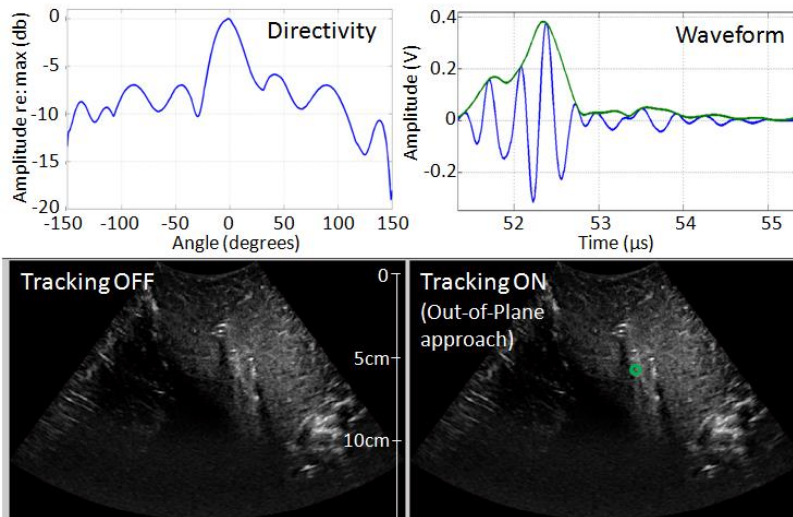 Directivity
Amplitude re: max (db)
0
-5
-10
-15
-20
-150
-100
-50
0
50
100
150
Angle (degrees)
Waveform
Amplitude (V)
0.4
0.2
0
-0.2
52
53
54
55
Time (µs)
Tracking OFF
0
5cm
10cm
Tracking ON
(Out-of-Plane
approach)